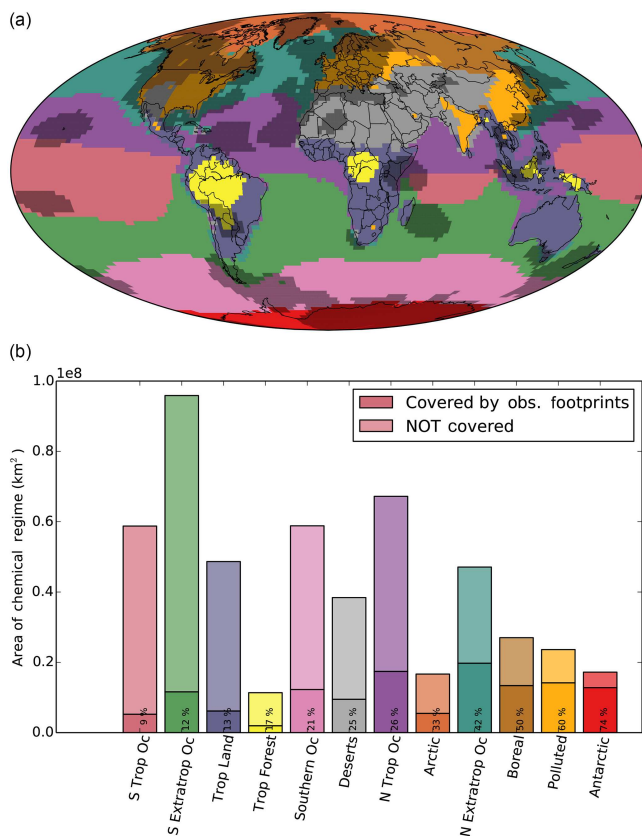 (a)
(b)
1.0
1e8
0.8
0.6
0.4
0.2
0.0
Area of chemical regime (km²)
Covered by obs. footprints
NOT covered
9 %
12 %
13 %
17 %
21 %
25 %
26 %
33 %
42 %
50 %
60 %
74 %
S Trop Oc
S Extratrop Oc
Trop Land
Trop Forest
Southern Oc
Deserts
N Trop Oc
Arctic
N Extratrop Oc
Boreal
Polluted
Antarctic